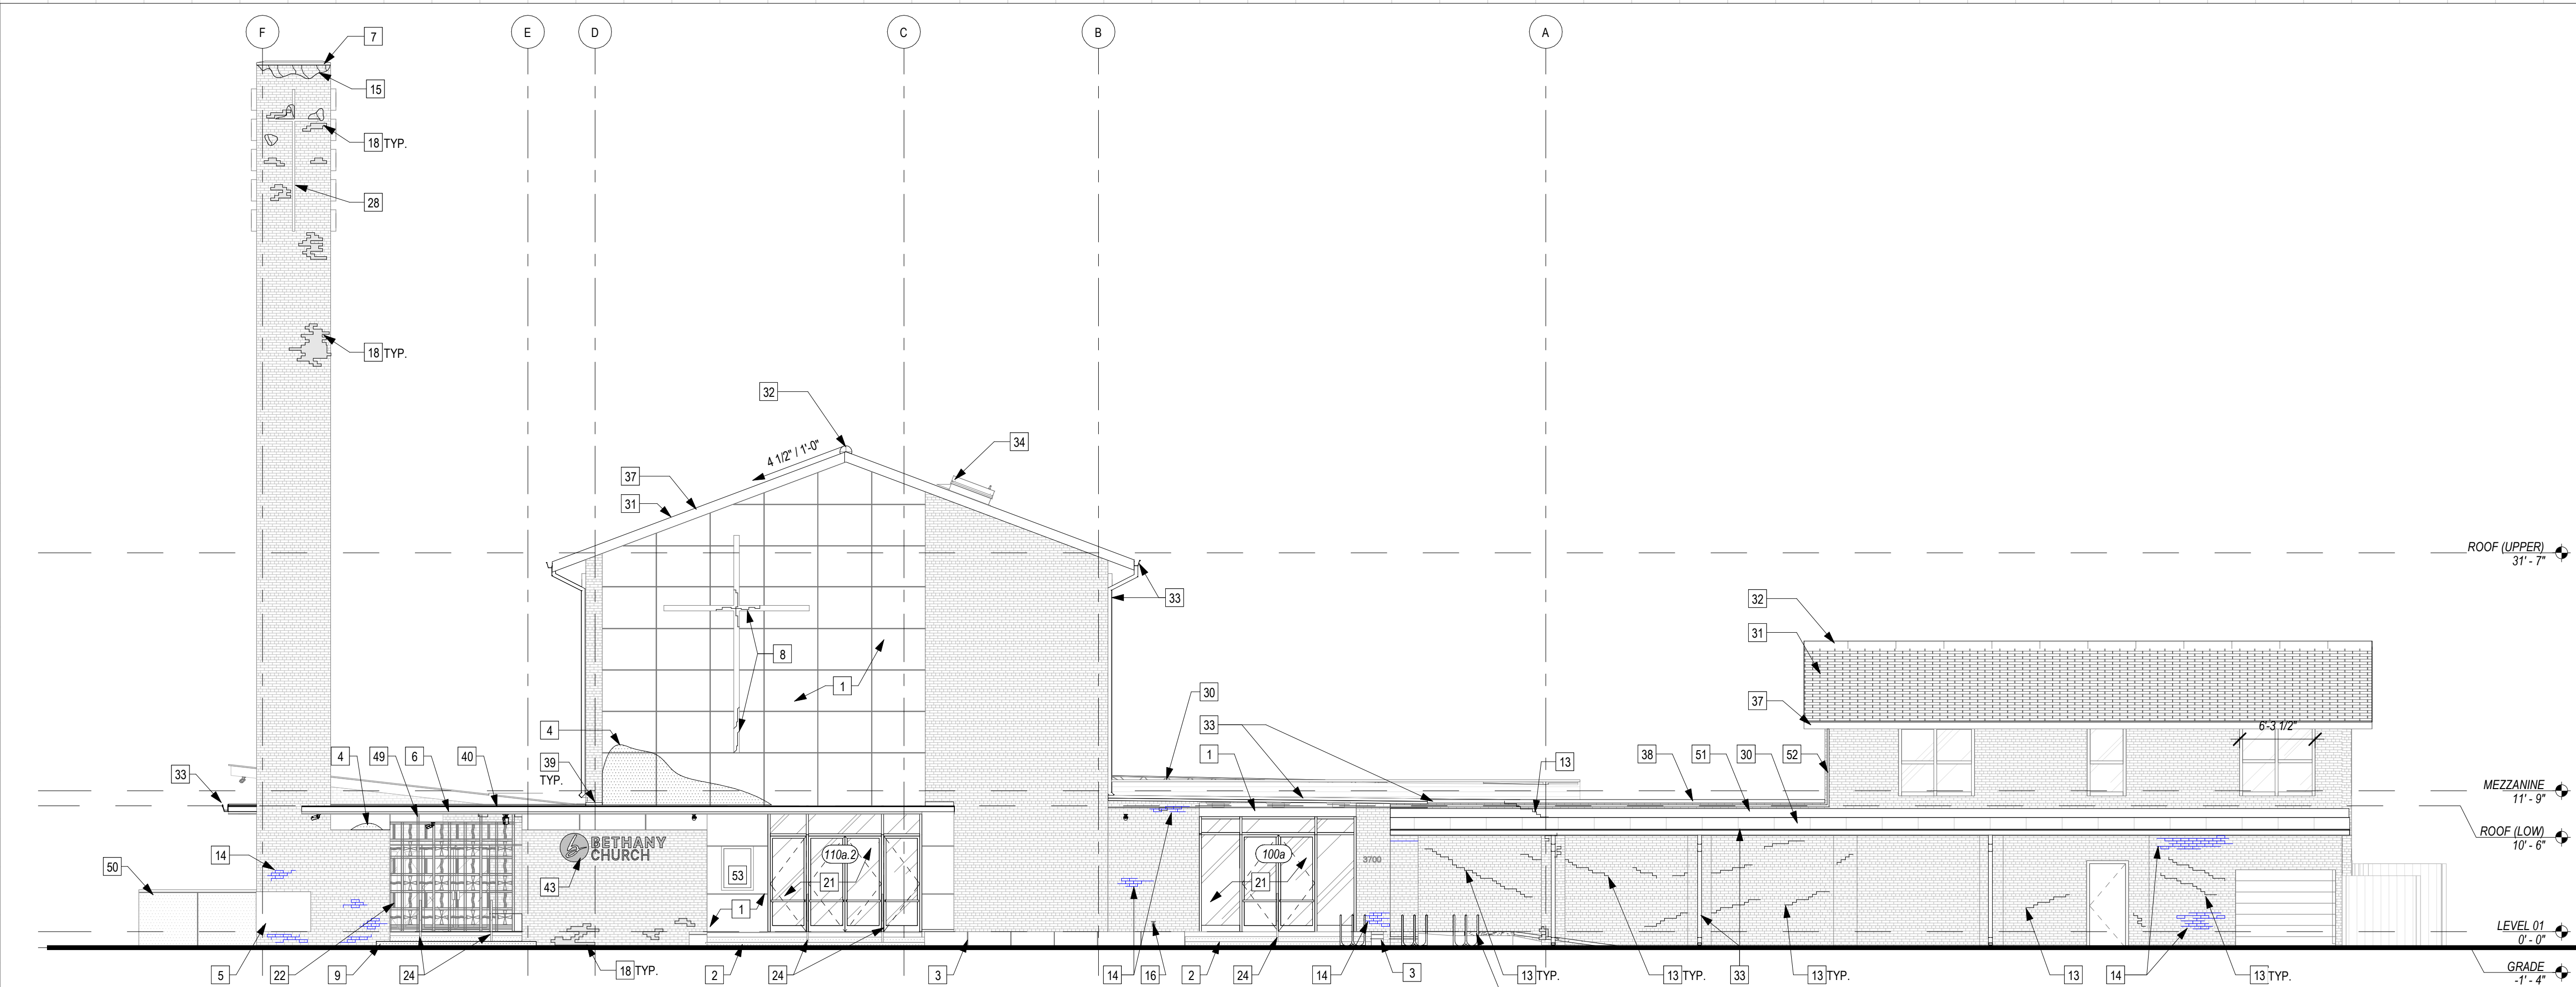 F
E
D
C
B
A
7
15
18 TYP.
28
18 TYP.
32
4 1/2" / 1'-0"
34
37
31
ROOF (UPPER)
31' - 7"
33
32
31
8
1
30
37
6'-3 1/2"
33
4
1
38
51
30
52
4
49
6
40
39
TYP.
13
33
MEZZANINE
11' - 9"
ROOF (LOW)
10' - 6"
BETHANY
CHURCH
110a.2
100a
3700
14
50
43
53
21
21
1
LEVEL 01
0' - 0"
GRADE
-1' - 4"
5
22
9
24
18 TYP.
2
24
3
14
16
2
24
14
3
13 TYP.
13 TYP.
33
13 TYP.
13
14
13 TYP.